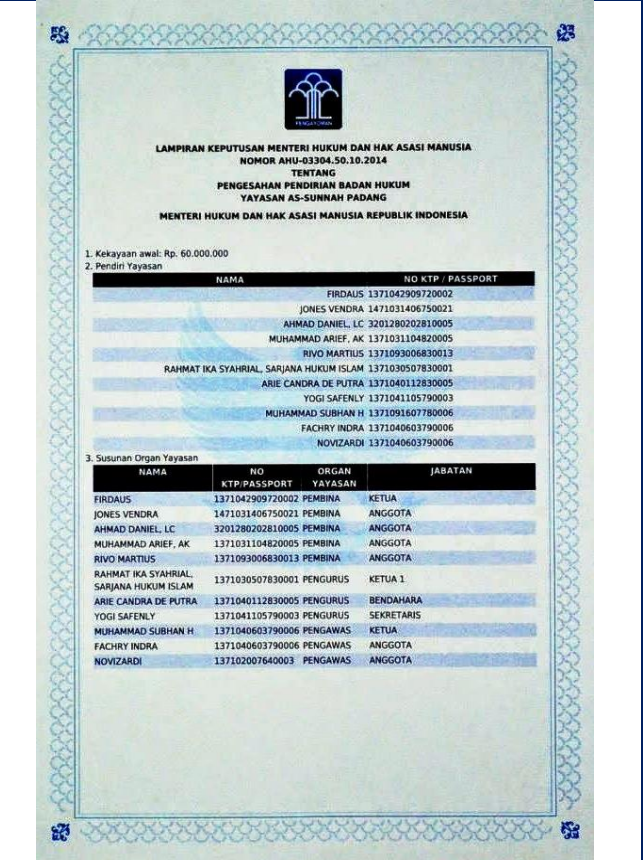 PENGAYOMAN
LAMPIRAN KEPUTUSAN MENTERI HUKUM DAN HAK ASASI MANUSIA
NOMOR AHU-03304.50.10.2014
TENTANG
PENGESAHAN PENDIRIAN BADAN HUKUM
YAYASAN AS-SUNNAH PADANG
MENTERI HUKUM DAN HAK ASASI MANUSIA REPUBLIK INDONESIA
1. Kekayaan awal: Rp. 60.000.000
2. Pendiri Yayasan
NAMA NO KTP / PASSPORT
FIRDAUS 1371042909720002
JONES VENDRA 1471031406750021
AHMAD DANIEL, LC 3201280202810005
MUHAMMAD ARIEF, AK 1371031104820005
RIVO MARTIUS 1371093006830013
RAHMAT IKA SYAHRIAL, SARJANA HUKUM ISLAM 1371030507830001
ARIE CANDRA DE PUTRA 1371040112830005
YOGI SAFENLY 1371041105790003
MUHAMMAD SUBHAN H 1371091607780006
FACHRY INDRA 1371040603790006
NOVIZARDI 1371040603790006
3. Susunan Organ Yayasan
NAMA NO KTP/PASSPORT ORGAN YAYASAN JABATAN
FIRDAUS 1371042909720002 PEMBINA KETUA
JONES VENDRA 1471031406750021 PEMBINA ANGGOTA
AHMAD DANIEL, LC 3201280202810005 PEMBINA ANGGOTA
MUHAMMAD ARIEF, AK 1371031104820005 PEMBINA ANGGOTA
RIVO MARTIUS 1371093006830013 PEMBINA ANGGOTA
RAHMAT IKA SYAHRIAL, SARJANA HUKUM ISLAM 1371030507830001 PENGURUS KETUA 1
ARIE CANDRA DE PUTRA 1371040112830005 PENGURUS BENDAHARA
YOGI SAFENLY 1371041105790003 PENGURUS SEKRETARIS
MUHAMMAD SUBHAN H 1371040603790006 PENGAWAS KETUA
FACHRY INDRA 1371040603790006 PENGAWAS ANGGOTA
NOVIZARDI 137102007640003 PENGAWAS ANGGOTA